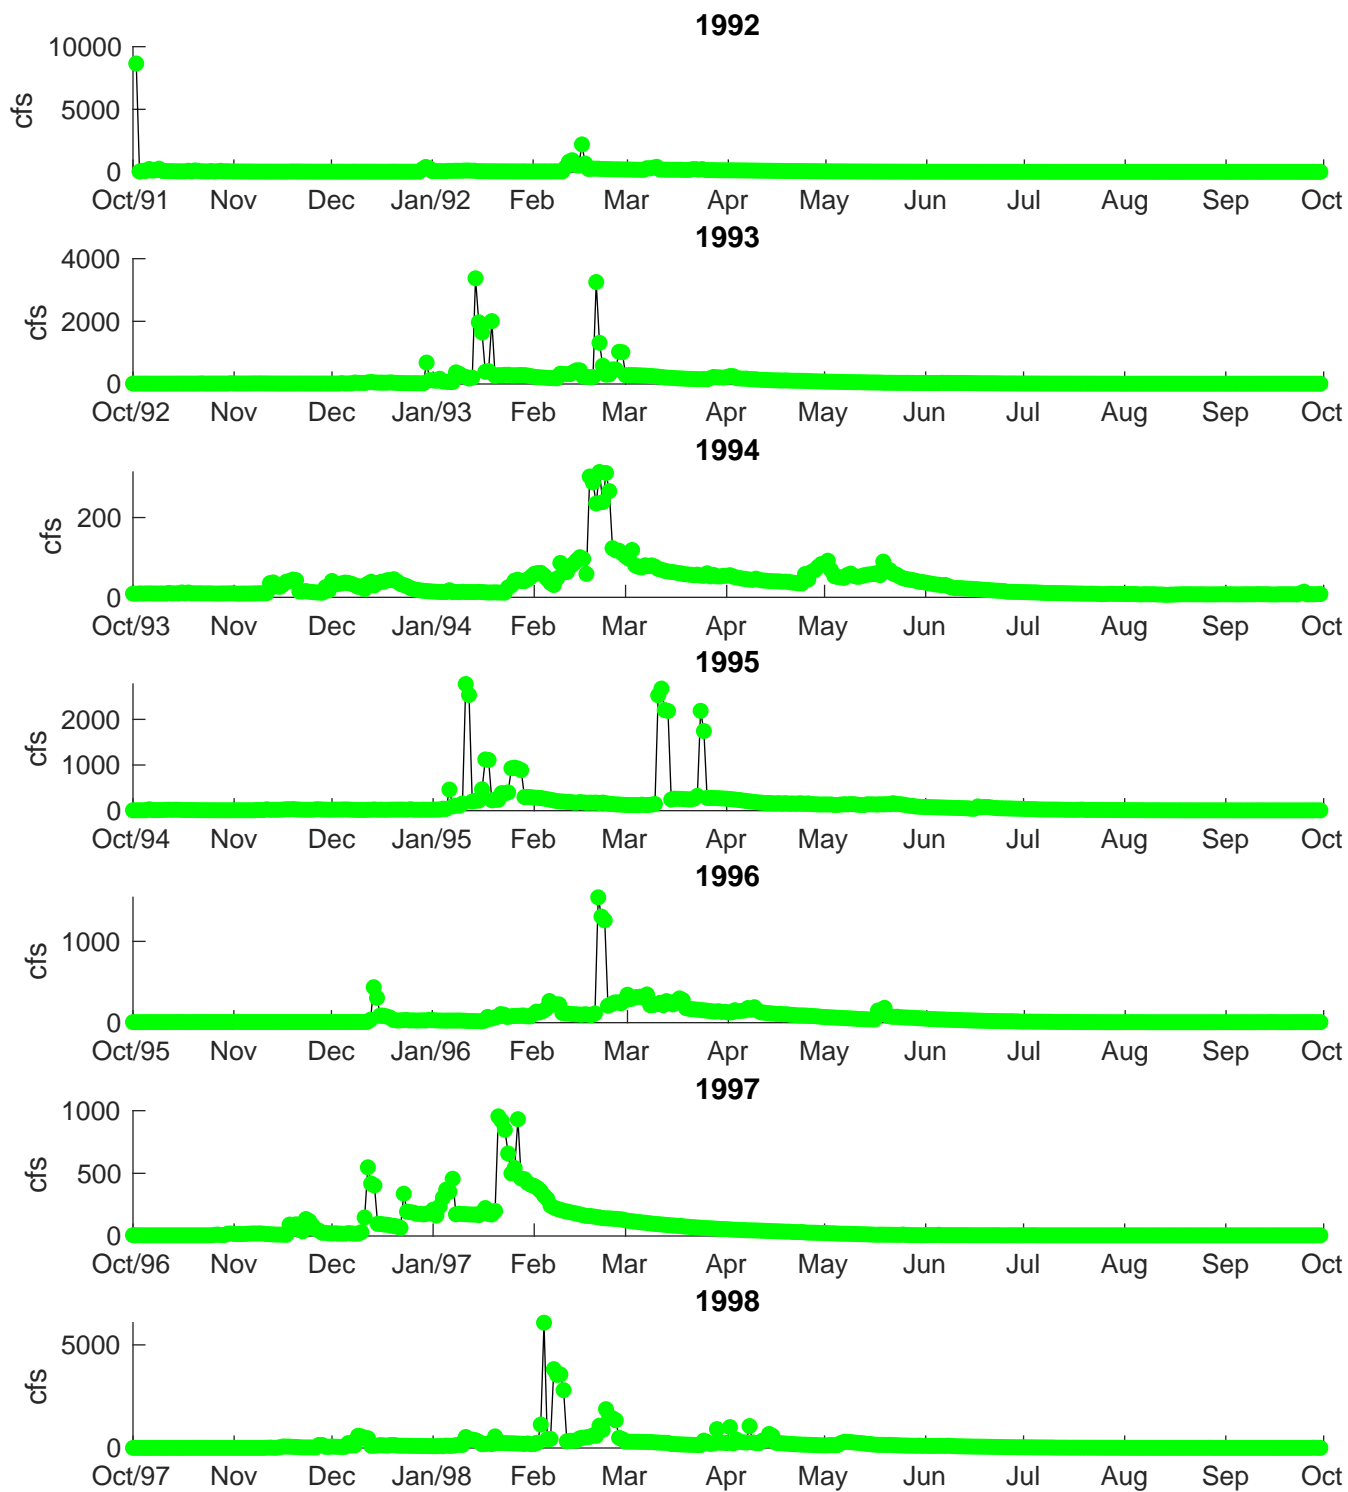 1992
10000
5000
0
cfs
Oct/91 Nov Dec Jan/92 Feb Mar Apr May Jun Jul Aug Sep Oct
1993
4000
2000
0
cfs
Oct/92 Nov Dec Jan/93 Feb Mar Apr May Jun Jul Aug Sep Oct
1994
200
0
cfs
Oct/93 Nov Dec Jan/94 Feb Mar Apr May Jun Jul Aug Sep Oct
1995
2000
1000
0
cfs
Oct/94 Nov Dec Jan/95 Feb Mar Apr May Jun Jul Aug Sep Oct
1996
1000
0
cfs
Oct/95 Nov Dec Jan/96 Feb Mar Apr May Jun Jul Aug Sep Oct
1997
1000
500
0
cfs
Oct/96 Nov Dec Jan/97 Feb Mar Apr May Jun Jul Aug Sep Oct
1998
5000
0
cfs
Oct/97 Nov Dec Jan/98 Feb Mar Apr May Jun Jul Aug Sep Oct